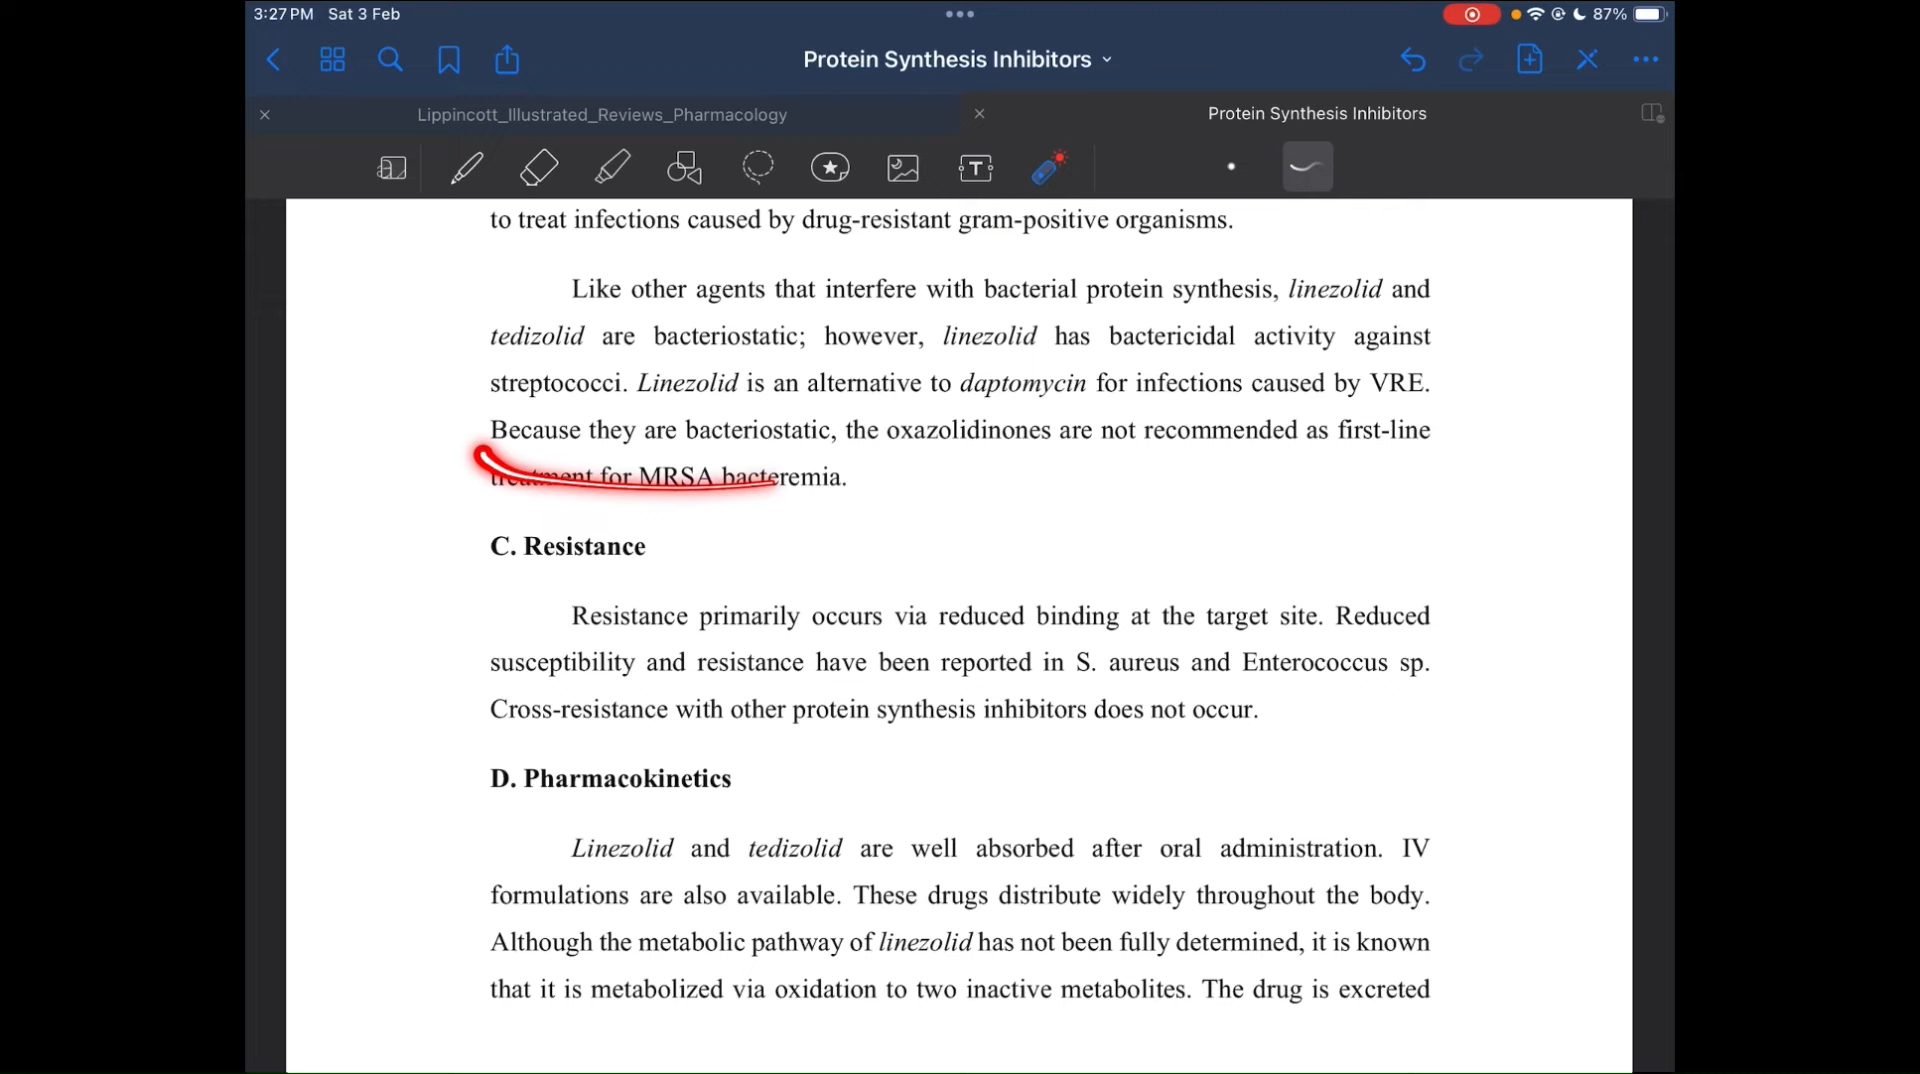 3:27 PM Sat 3 Feb
87%
Protein Synthesis Inhibitors
Lippincott_Illustrated_Reviews_Pharmacology
Protein Synthesis Inhibitors
T
to treat infections caused by drug-resistant gram-positive organisms.
Like other agents that interfere with bacterial protein synthesis, linezolid and
tedizolid are bacteriostatic; however, linezolid has bactericidal activity against
streptococci. Linezolid is an alternative to daptomycin for infections caused by VRE.
Because they are bacteriostatic, the oxazolidinones are not recommended as first-line
treatment for MRSA bacteremia.
C. Resistance
Resistance primarily occurs via reduced binding at the target site. Reduced
susceptibility and resistance have been reported in S. aureus and Enterococcus sp.
Cross-resistance with other protein synthesis inhibitors does not occur.
D. Pharmacokinetics
Linezolid and tedizolid are well absorbed after oral administration. IV
formulations are also available. These drugs distribute widely throughout the body.
Although the metabolic pathway of linezolid has not been fully determined, it is known
that it is metabolized via oxidation to two inactive metabolites. The drug is excreted